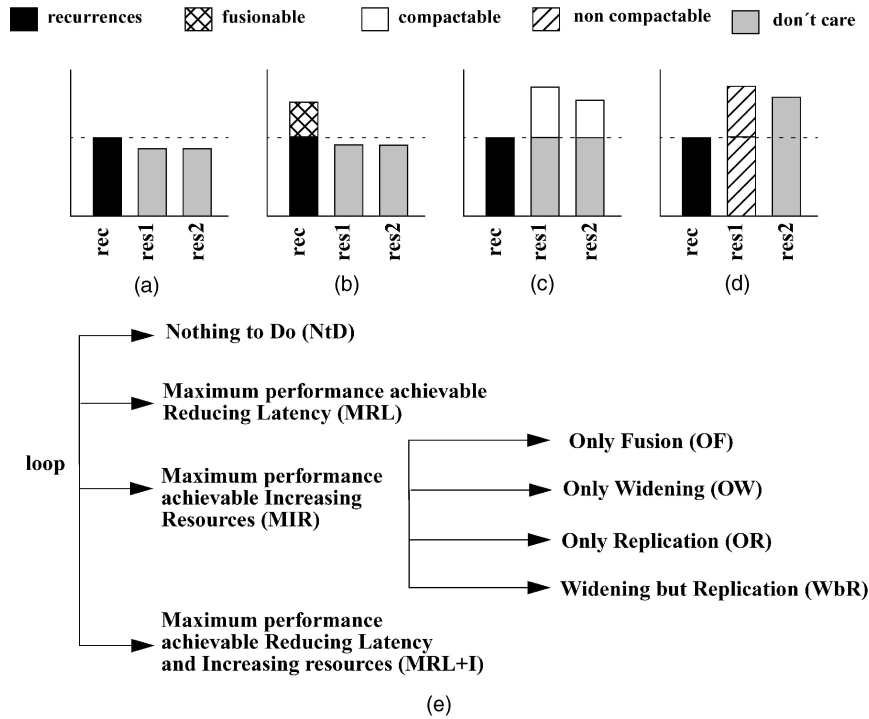 recurrences
fusionable
compactable
non compactable
don´t care
rec
res1
res2
(a)
rec
res1
res2
(b)
rec
res1
res2
(c)
rec
res1
res2
(d)
loop
Nothing to Do (NtD)
Maximum performance achievable
Reducing Latency (MRL)
Maximum performance
achievable Increasing
Resources (MIR)
Only Fusion (OF)
Only Widening (OW)
Only Replication (OR)
Widening but Replication (WbR)
Maximum performance
achievable Reducing Latency
and Increasing resources (MRL+I)
(e)